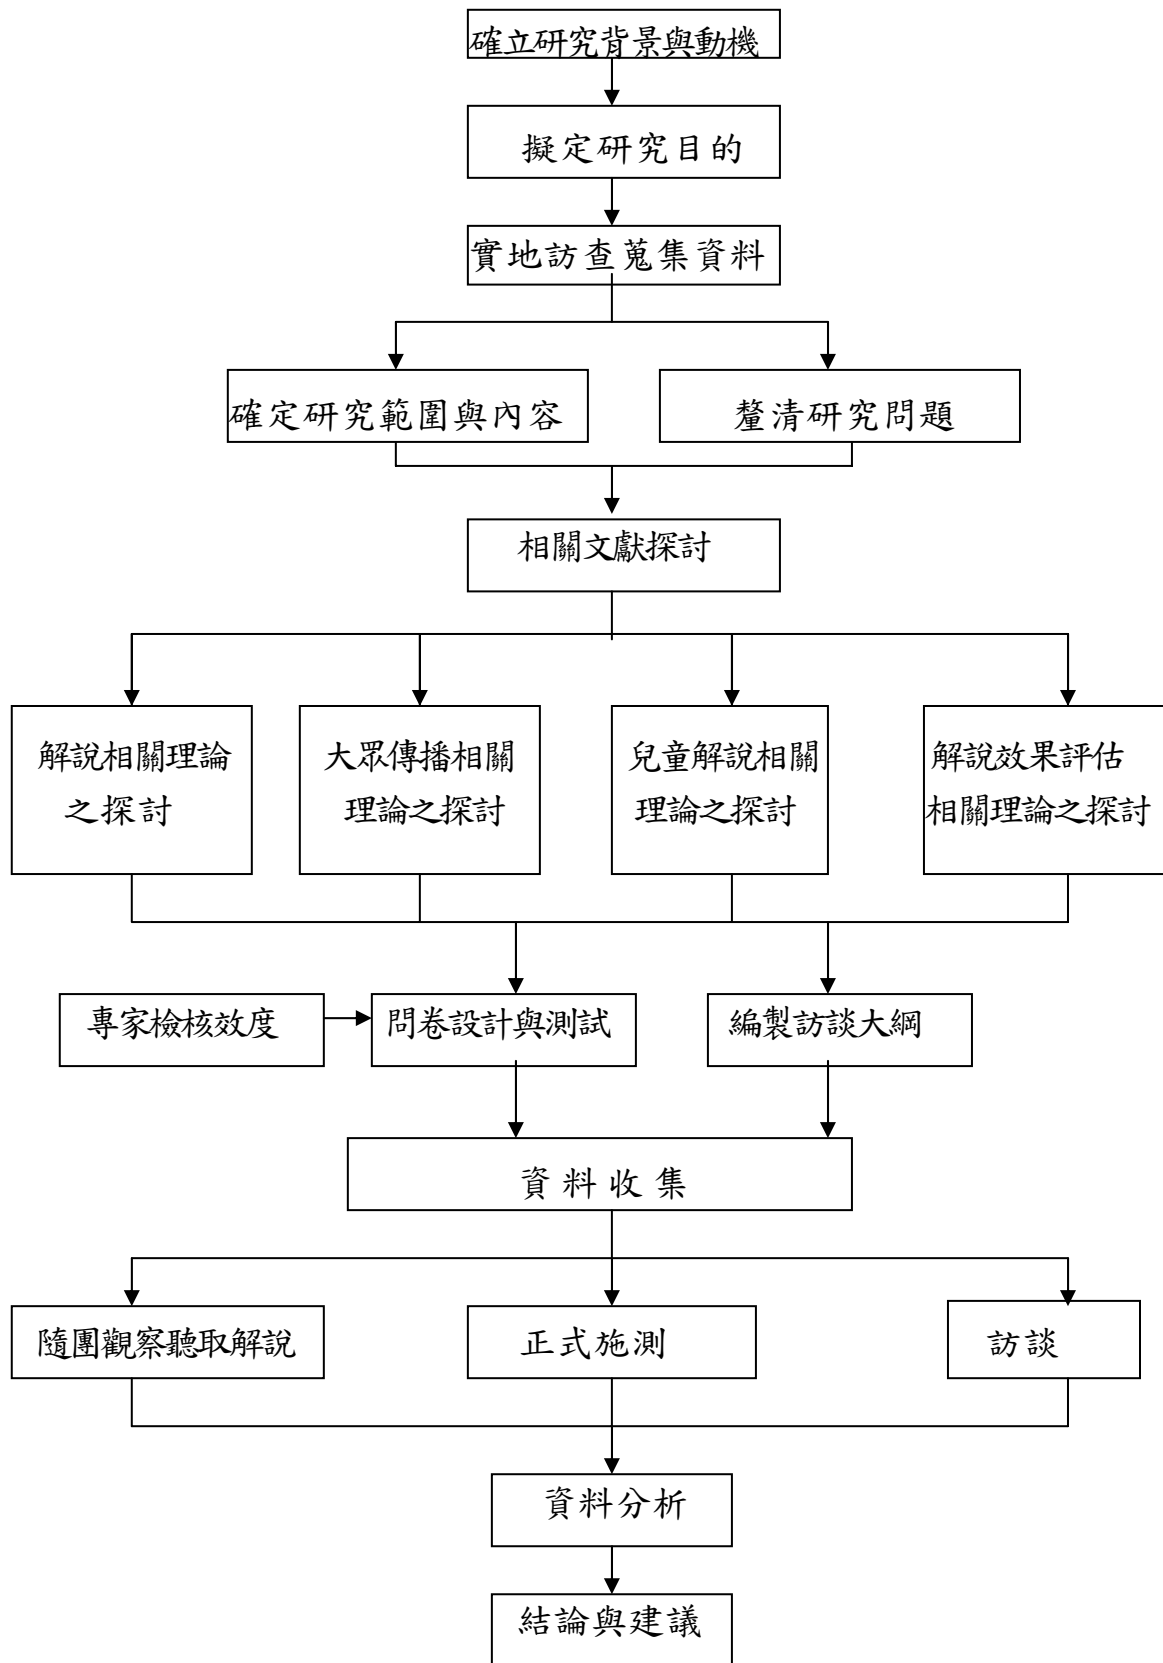 確立研究背景與動機
擬定研究目的
實地訪查蒐集資料
確定研究範圍與內容
釐清研究問題
相關文獻探討
解說相關理論
之探討
大眾傳播相關
理論之探討
兒童解說相關
理論之探討
解說效果評估
相關理論之探討
專家檢核效度
問卷設計與測試
編製訪談大綱
資料收集
隨團觀察聽取解說
正式施測
訪談
資料分析
結論與建議